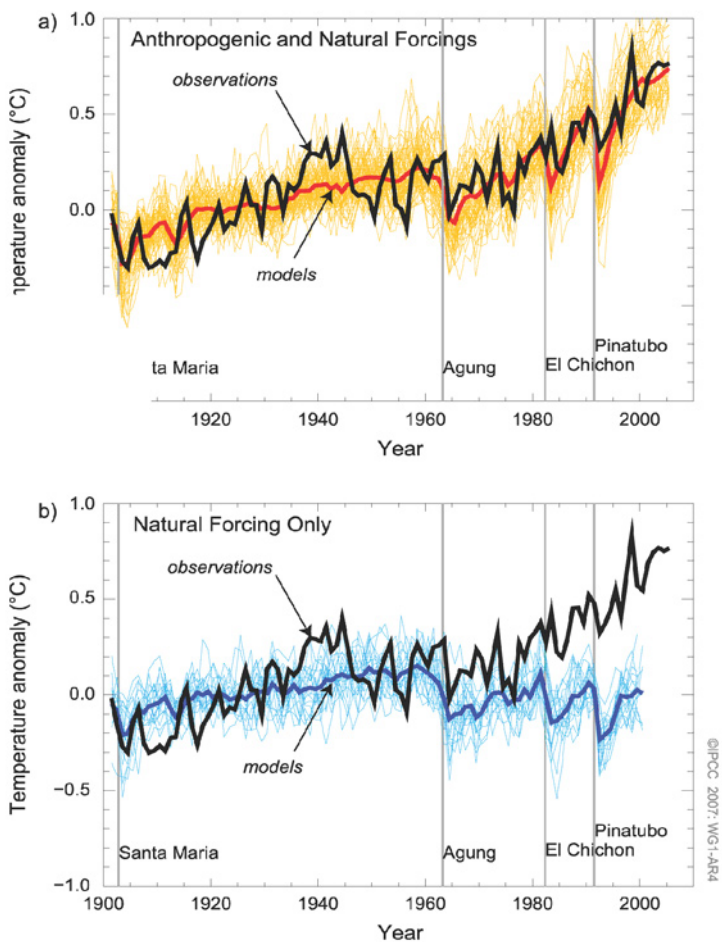 a)
1.0
Anthropogenic and Natural Forcings
observations
0.5
0.0
models
nperature anomaly (°C)
Pinatubo
ta Maria
Agung
El Chichon
1920
1940
1960
1980
2000
Year
b)
1.0
Natural Forcing Only
observations
0.5
0.0
models
−0.5
Temperature anomaly (°C)
Pinatubo
Santa Maria
Agung
El Chichon
−1.0
1900
1920
1940
1960
1980
2000
Year
©IPCC 2007: WG1-AR4